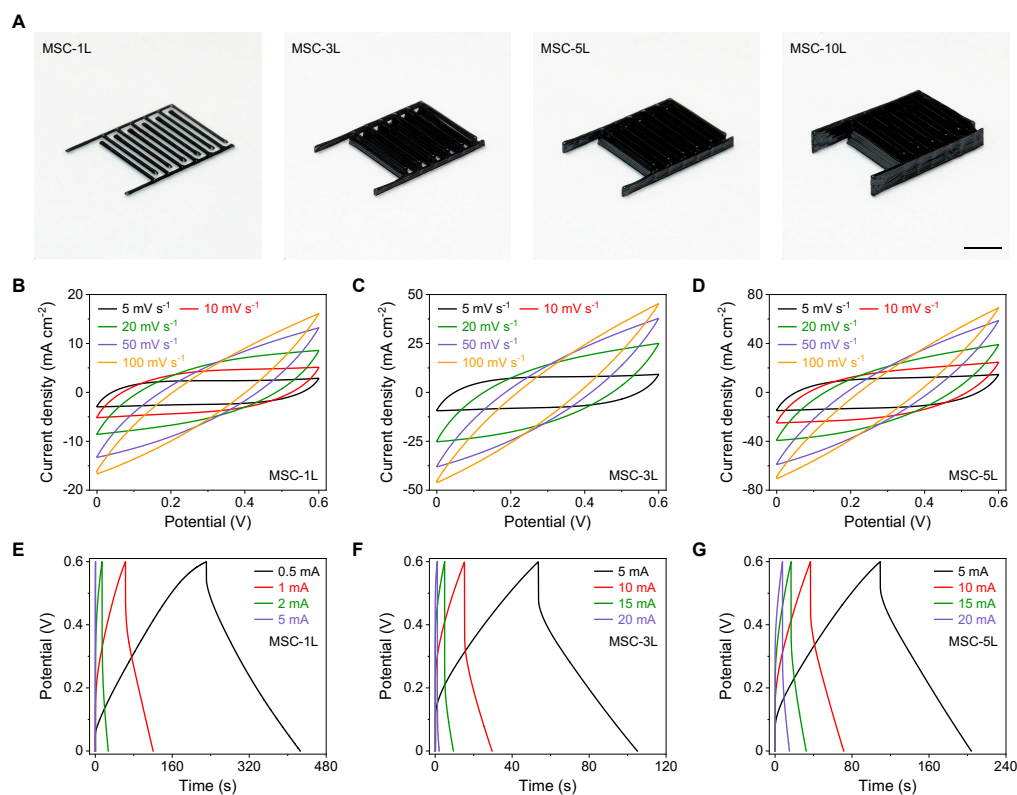 A
MSC-1L
MSC-3L
MSC-5L
MSC-10L
B
20
10
0
-10
-20
Current density (mA cm⁻²)
5 mV s⁻¹
10 mV s⁻¹
20 mV s⁻¹
50 mV s⁻¹
100 mV s⁻¹
MSC-1L
0
0.2
0.4
0.6
Potential (V)
C
50
25
0
-25
-50
Current density (mA cm⁻²)
5 mV s⁻¹
10 mV s⁻¹
20 mV s⁻¹
50 mV s⁻¹
100 mV s⁻¹
MSC-3L
0
0.2
0.4
0.6
Potential (V)
D
80
40
0
-40
-80
Current density (mA cm⁻²)
5 mV s⁻¹
10 mV s⁻¹
20 mV s⁻¹
50 mV s⁻¹
100 mV s⁻¹
MSC-5L
0
0.2
0.4
0.6
Potential (V)
E
0.6
0.4
0.2
0
Potential (V)
0.5 mA
1 mA
2 mA
5 mA
MSC-1L
0
160
320
480
Time (s)
F
0.6
0.4
0.2
0
Potential (V)
5 mA
10 mA
15 mA
20 mA
MSC-3L
0
40
80
120
Time (s)
G
0.6
0.4
0.2
0
Potential (V)
5 mA
10 mA
15 mA
20 mA
MSC-5L
0
80
160
240
Time (s)